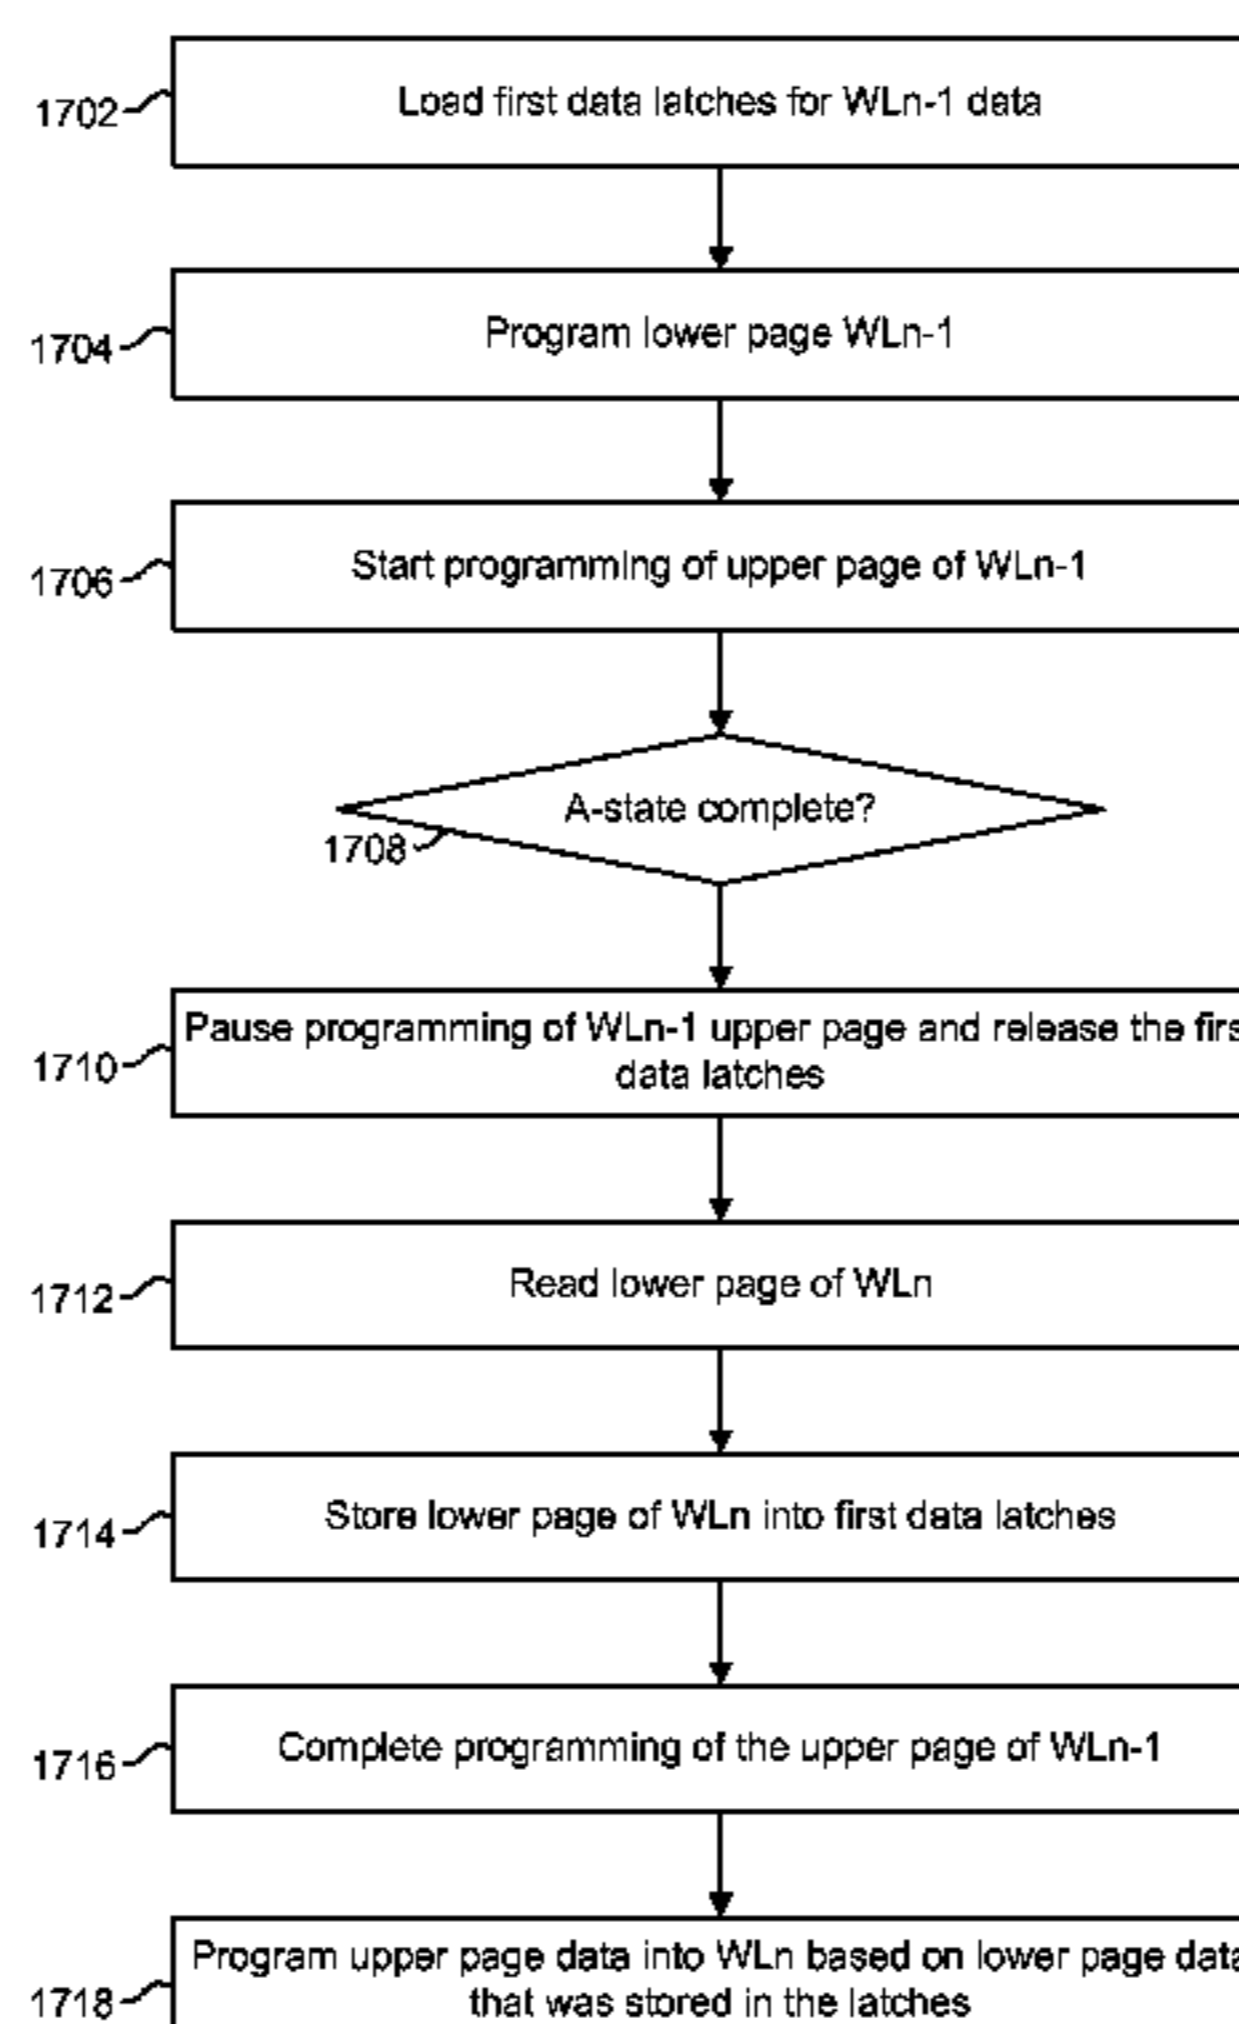 1702 Load first data latches for WLn-1 data
1704 Program lower page WLn-1
1706 Start programming of upper page of WLn-1
A-state complete?
1708
Pause programming of WLn-1 upper page and release the firs
1710 data latches
1712 Read lower page of WLn
1714 Store lower page of WLn into first data latches
1716 Complete programming of the upper page of WLn-1
Program upper page data into WLn based on lower page data
1718 that was stored in the latches